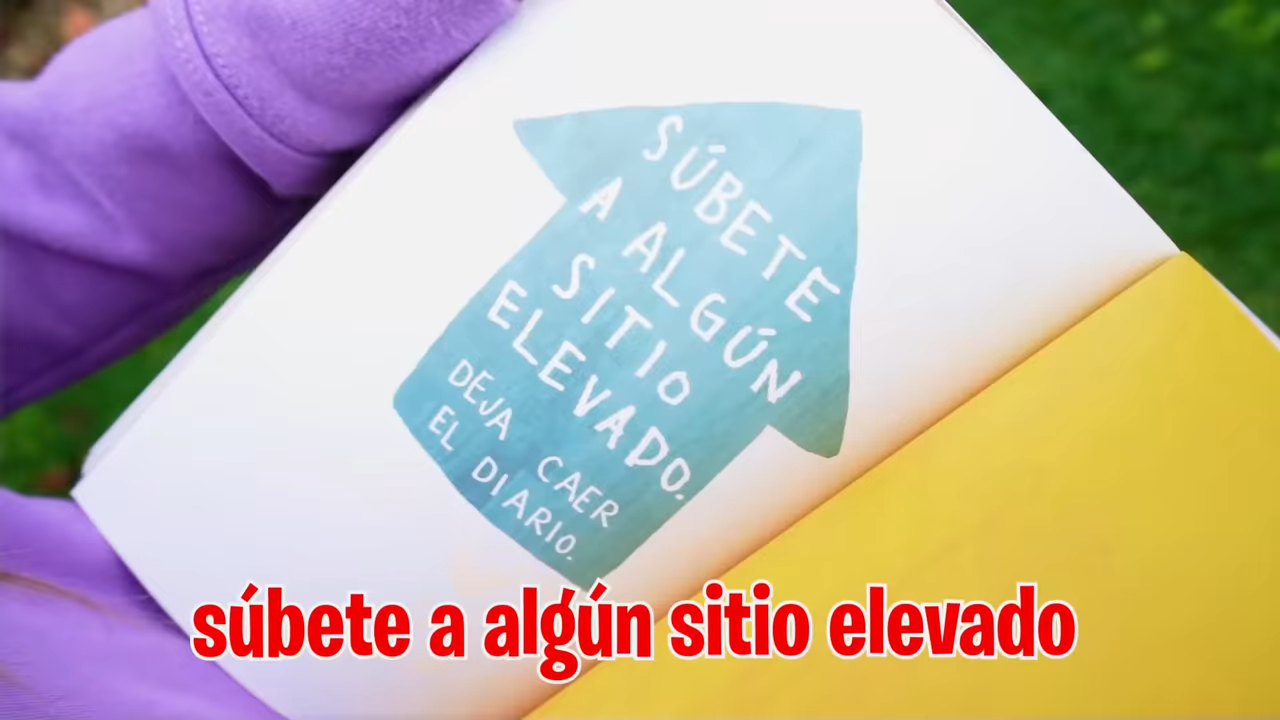 SÚBETE
A ALGÚN
SITIO
ELEVADO.
DEJA CAER
EL DIARIO.
súbete a algún sitio elevado